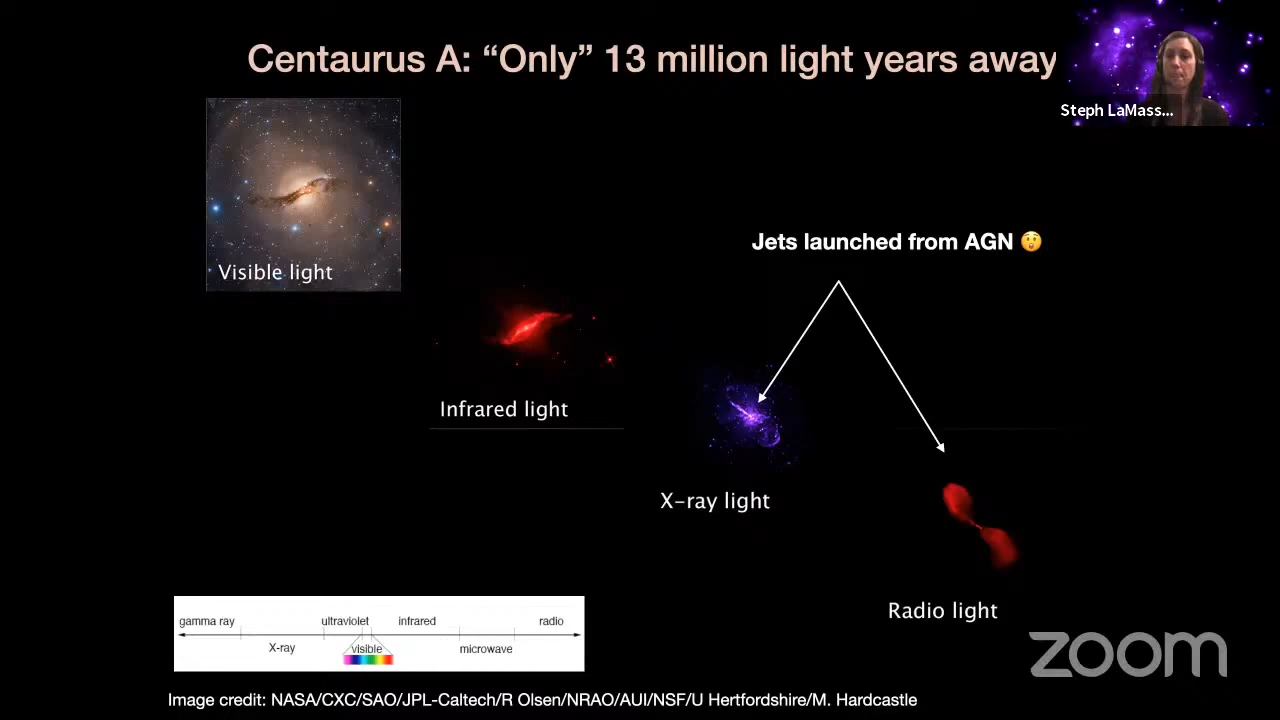 Centaurus A: “Only” 13 million light years away
Steph LaMass...
Visible light
Jets launched from AGN 😲
Infrared light
X-ray light
Radio light
gamma ray
ultraviolet
infrared
radio
X-ray
visible
microwave
zoom
Image credit: NASA/CXC/SAO/JPL-Caltech/R Olsen/NRAO/AUI/NSF/U Hertfordshire/M. Hardcastle